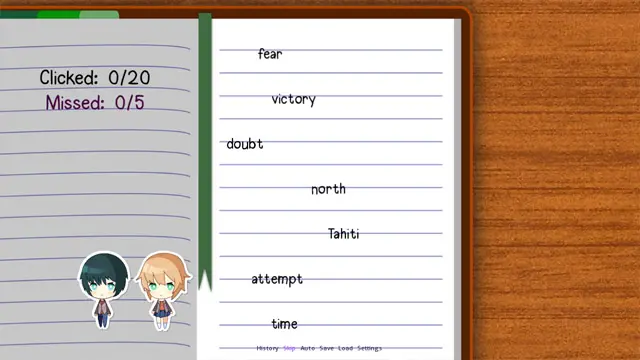 Clicked: 0/20
Missed: 0/5
fear
victory
doubt
north
Tahiti
attempt
time
History Skip Auto Save Load Settings